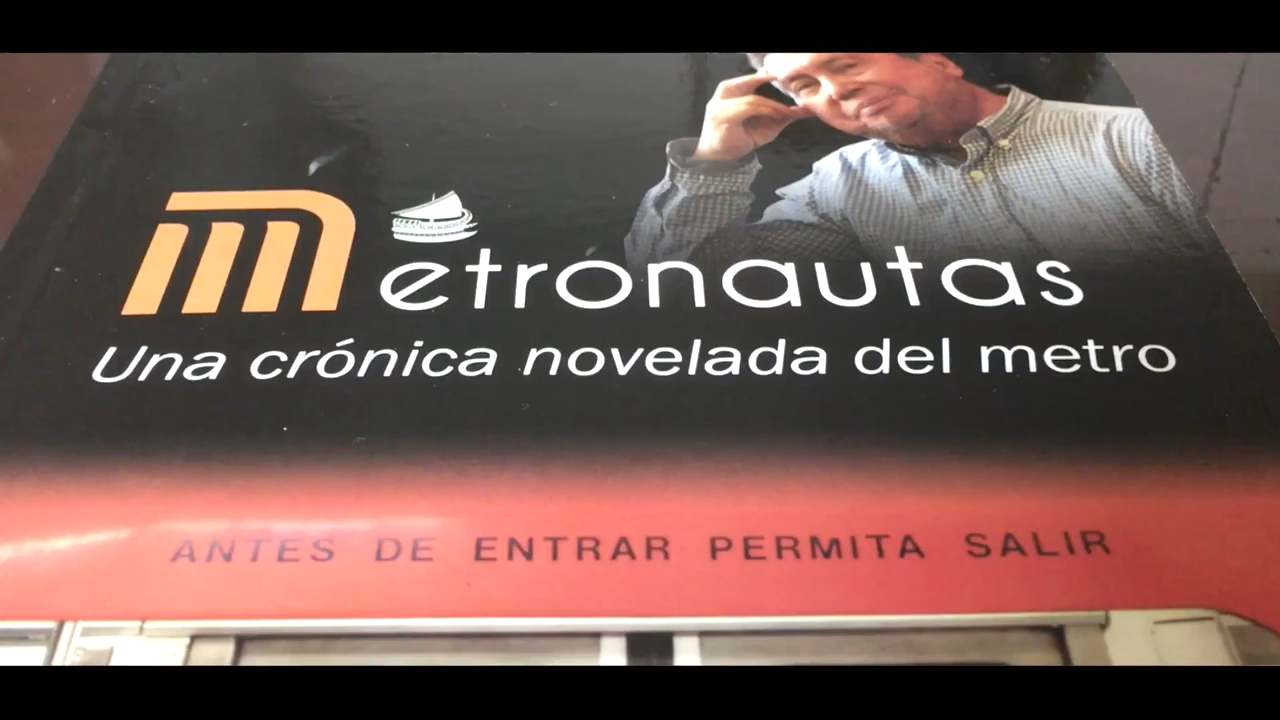 Metronautas
Una crónica novelada del metro
ANTES DE ENTRAR PERMITA SALIR